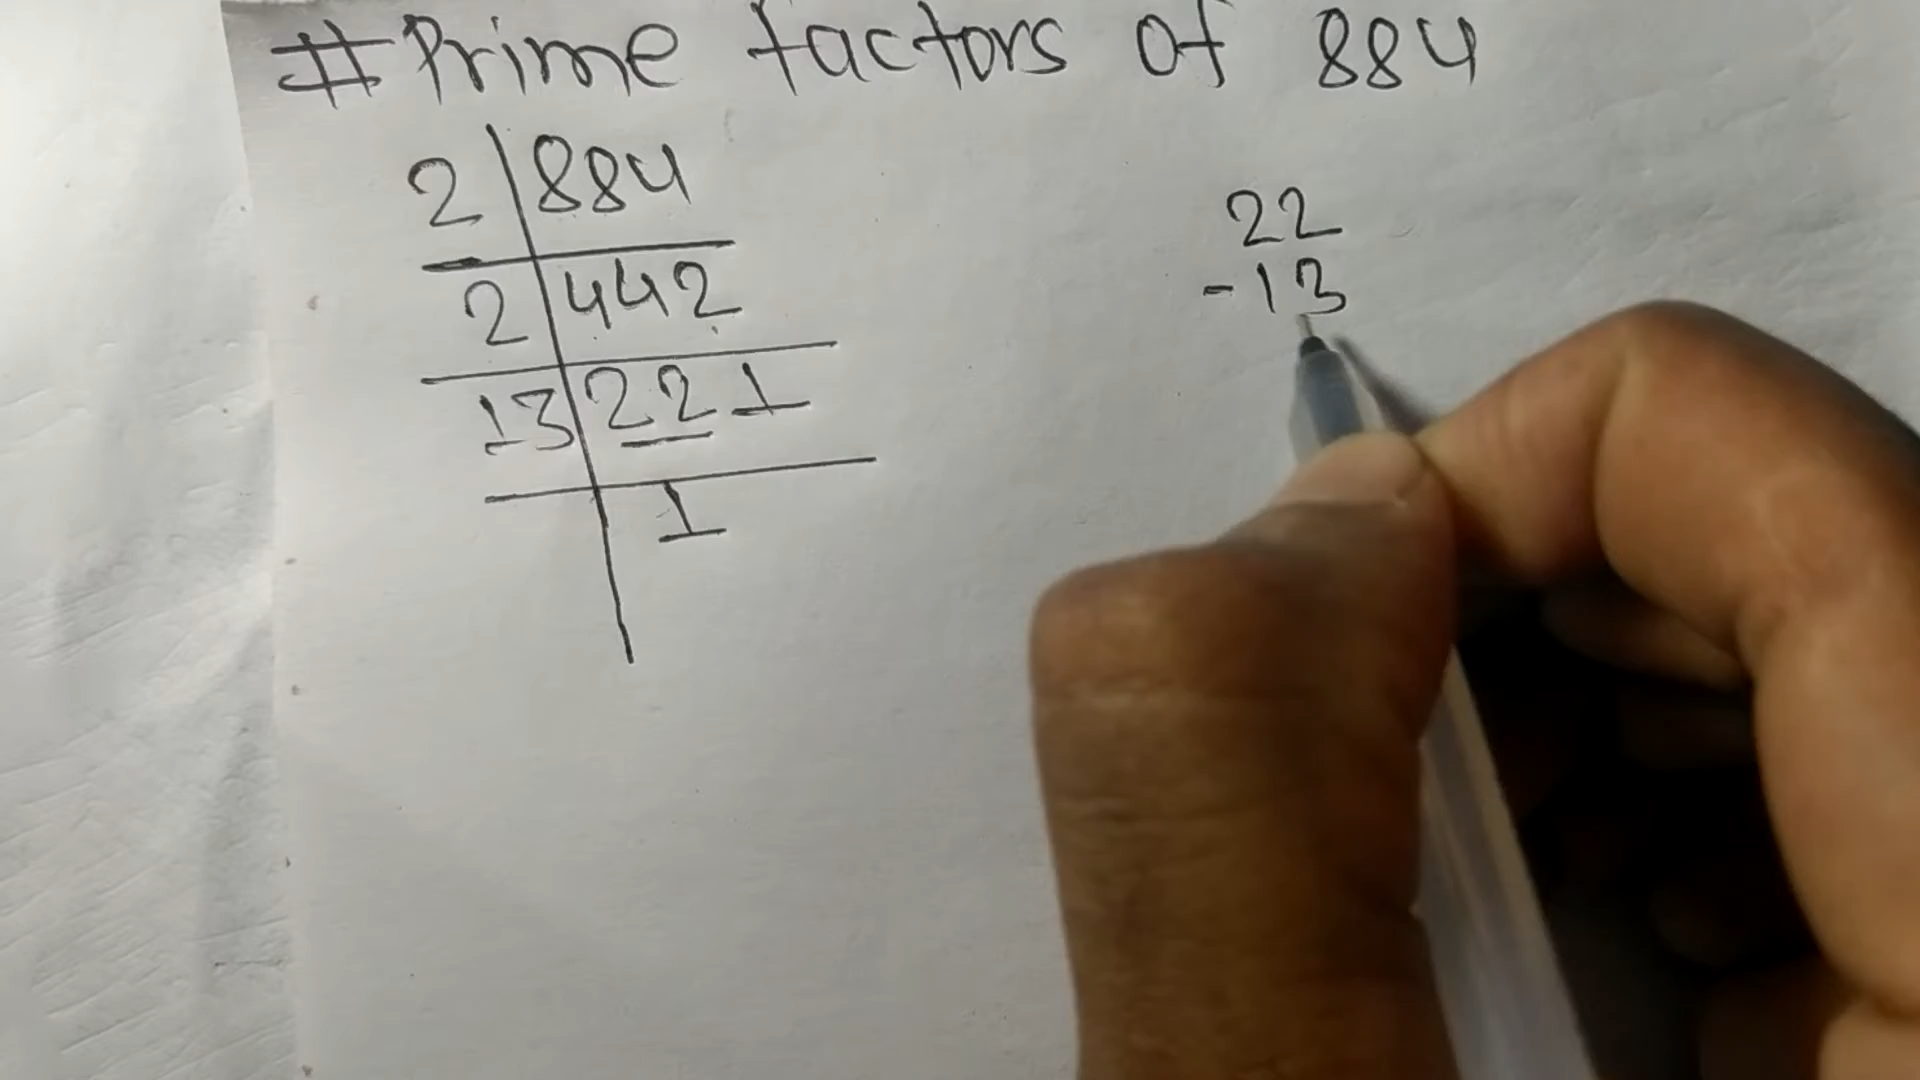 #Prime factors of 884
2 | 884
2 | 442
13 | 221
1
22
-13